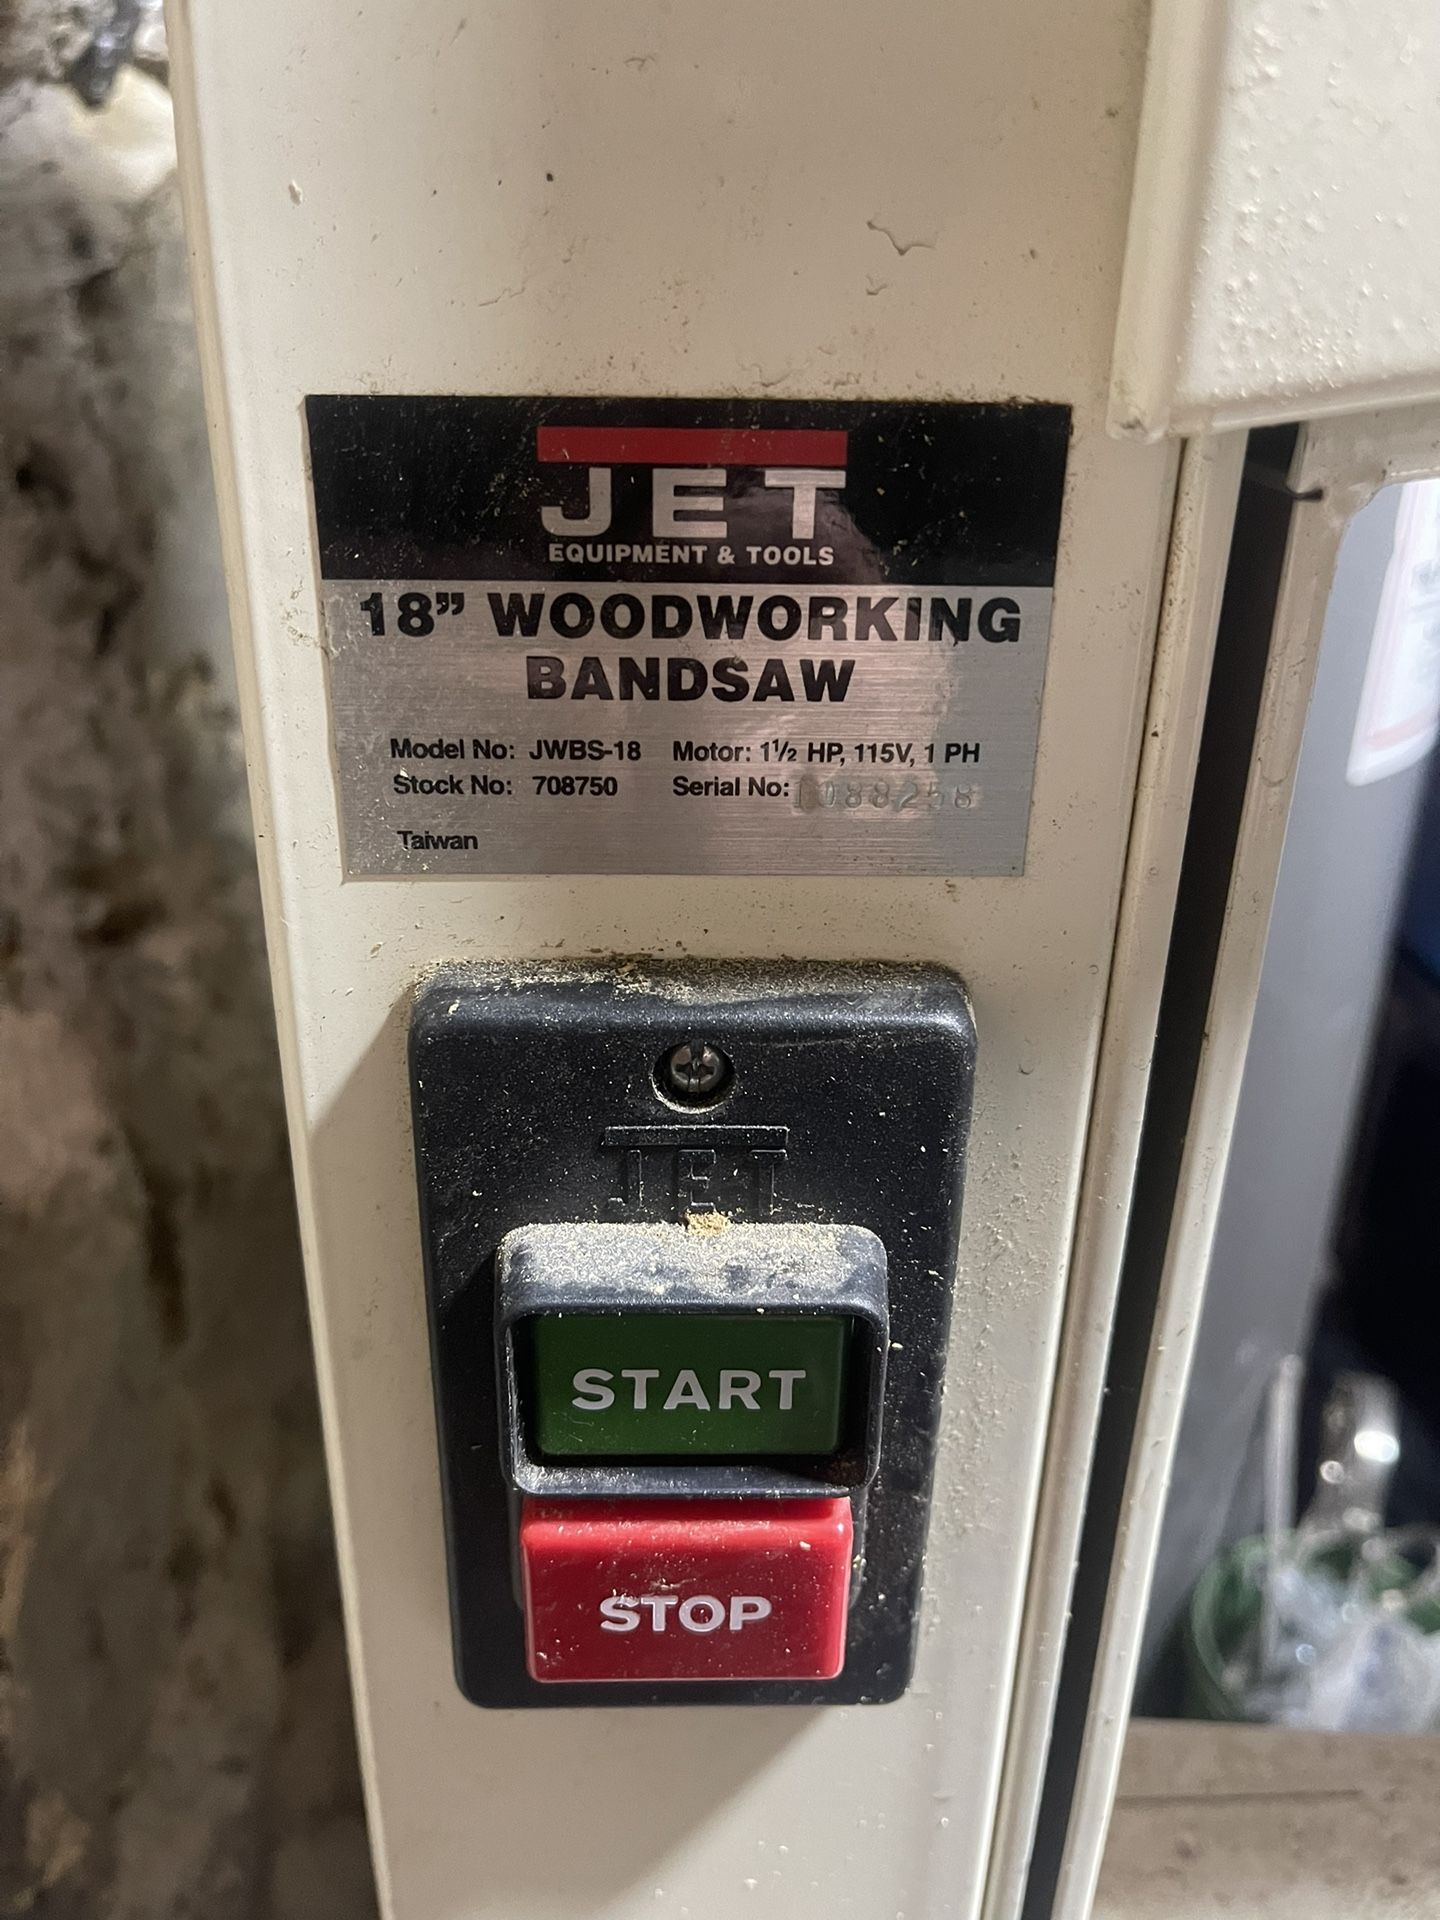 JET
EQUIPMENT & TOOLS
18” WOODWORKING
BANDSAW
Model No: JWBS-18 Motor: 1½ HP, 115V, 1 PH
Stock No: 708750 Serial No:
Taiwan
JET
START
STOP